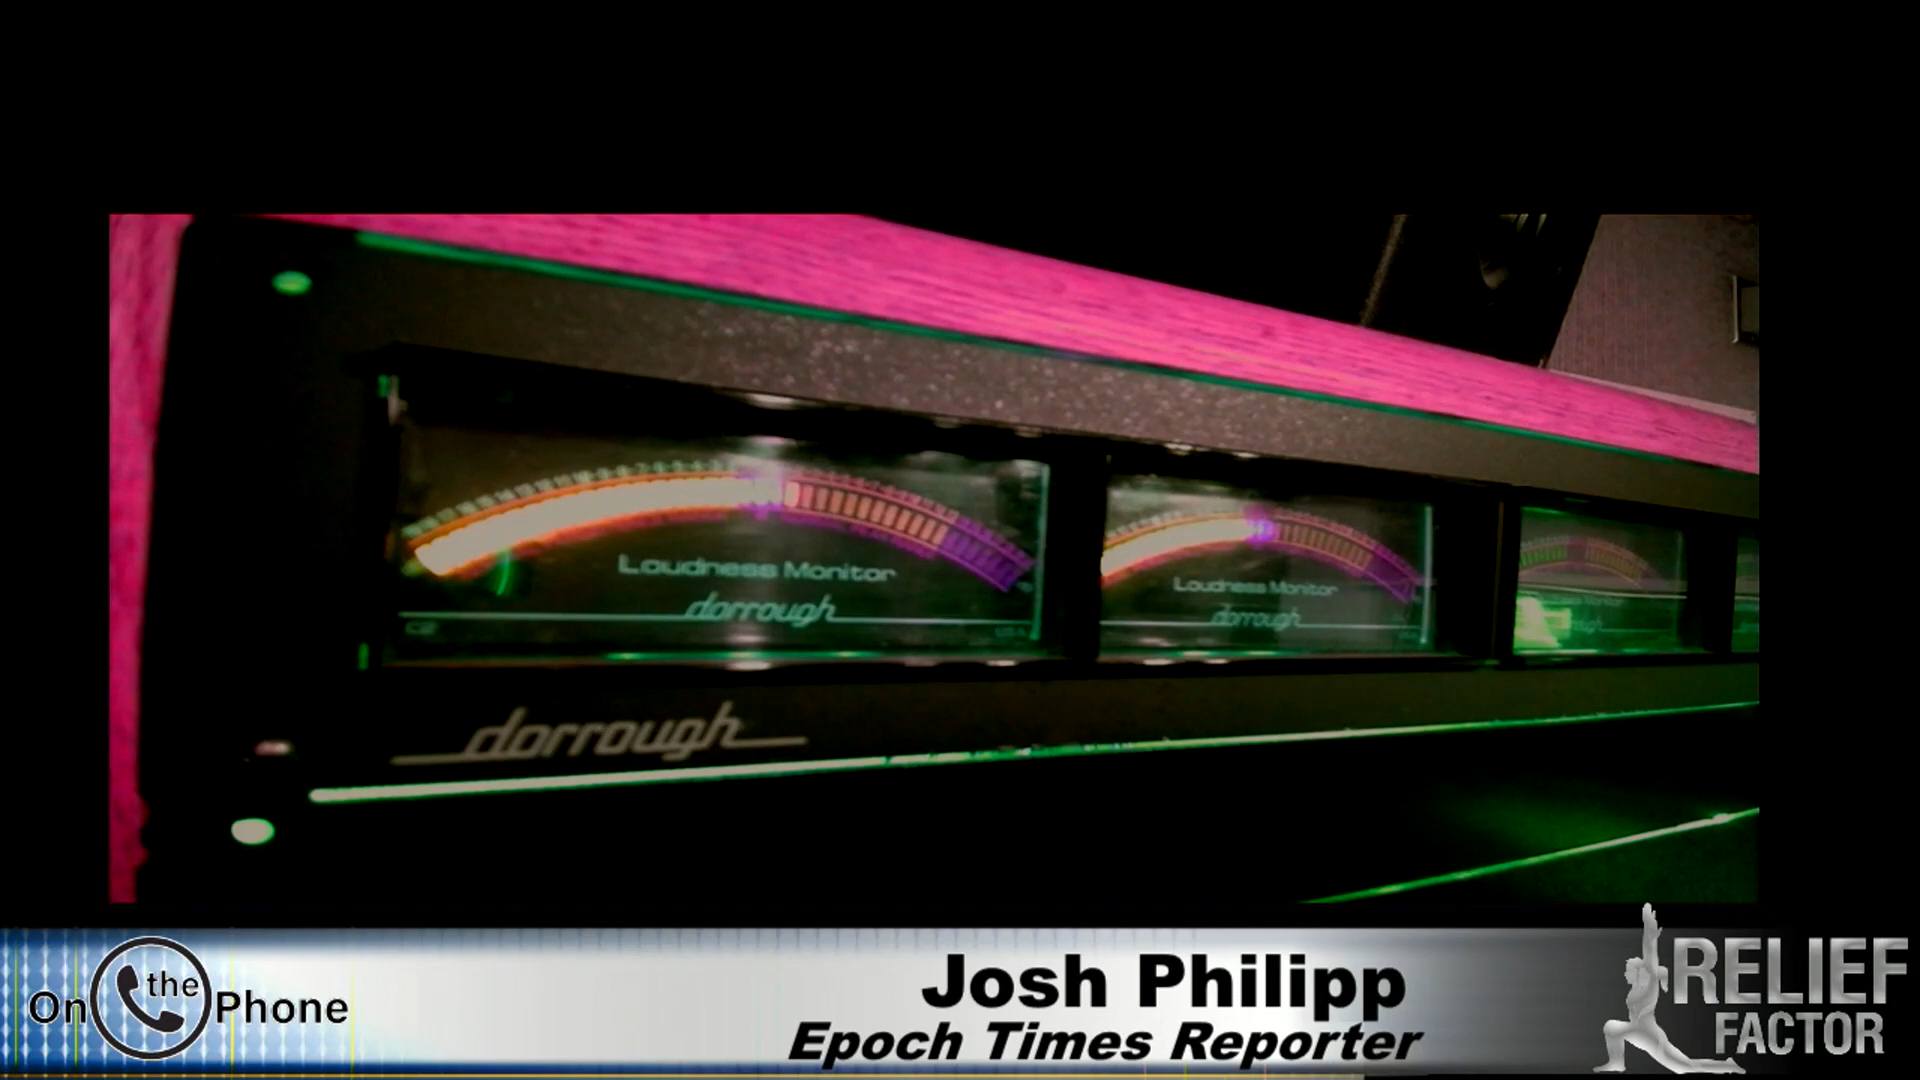 Loudness Monitor
dorrough
Loudness Monitor
dorrough
dorrough
On the Phone
Josh Philipp
Epoch Times Reporter
RELIEF
FACTOR